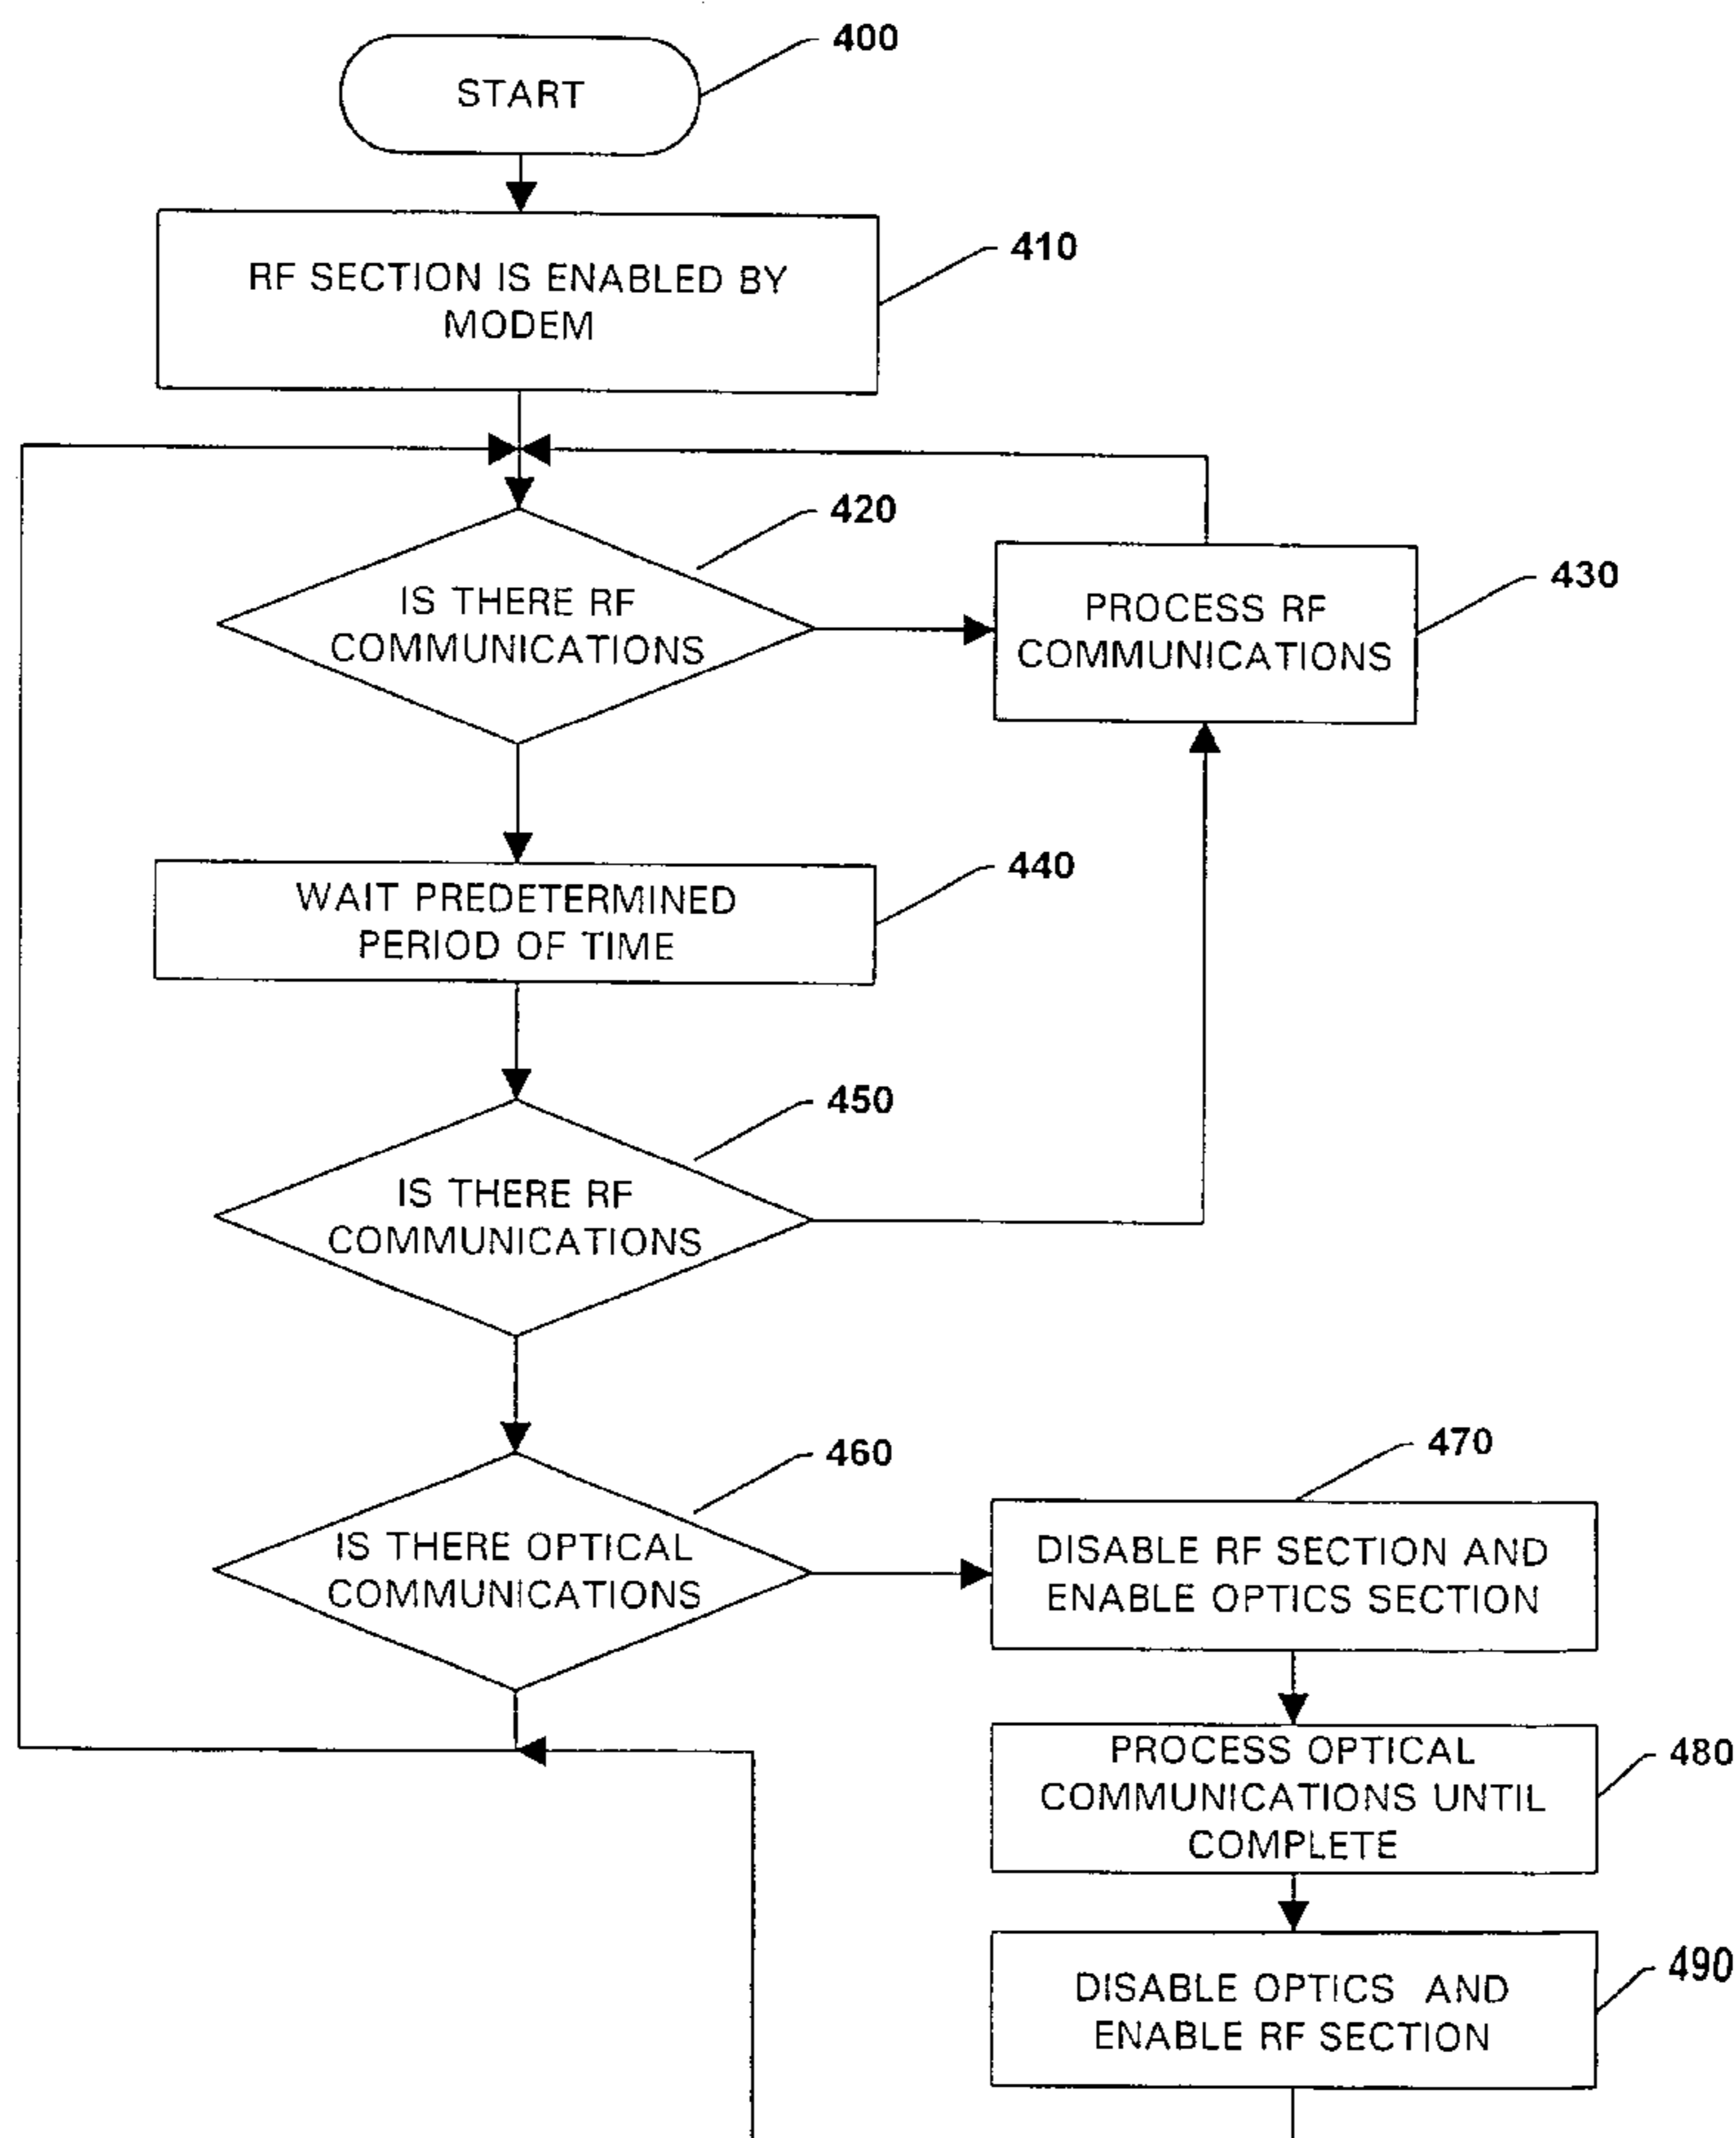 400
START
410
RF SECTION IS ENABLED BY
MODEM
420
IS THERE RF
COMMUNICATIONS
430
PROCESS RF
COMMUNICATIONS
440
WAIT PREDETERMINED
PERIOD OF TIME
450
IS THERE RF
COMMUNICATIONS
460
IS THERE OPTICAL
COMMUNICATIONS
470
DISABLE RF SECTION AND
ENABLE OPTICS SECTION
480
PROCESS OPTICAL
COMMUNICATIONS UNTIL
COMPLETE
490
DISABLE OPTICS AND
ENABLE RF SECTION